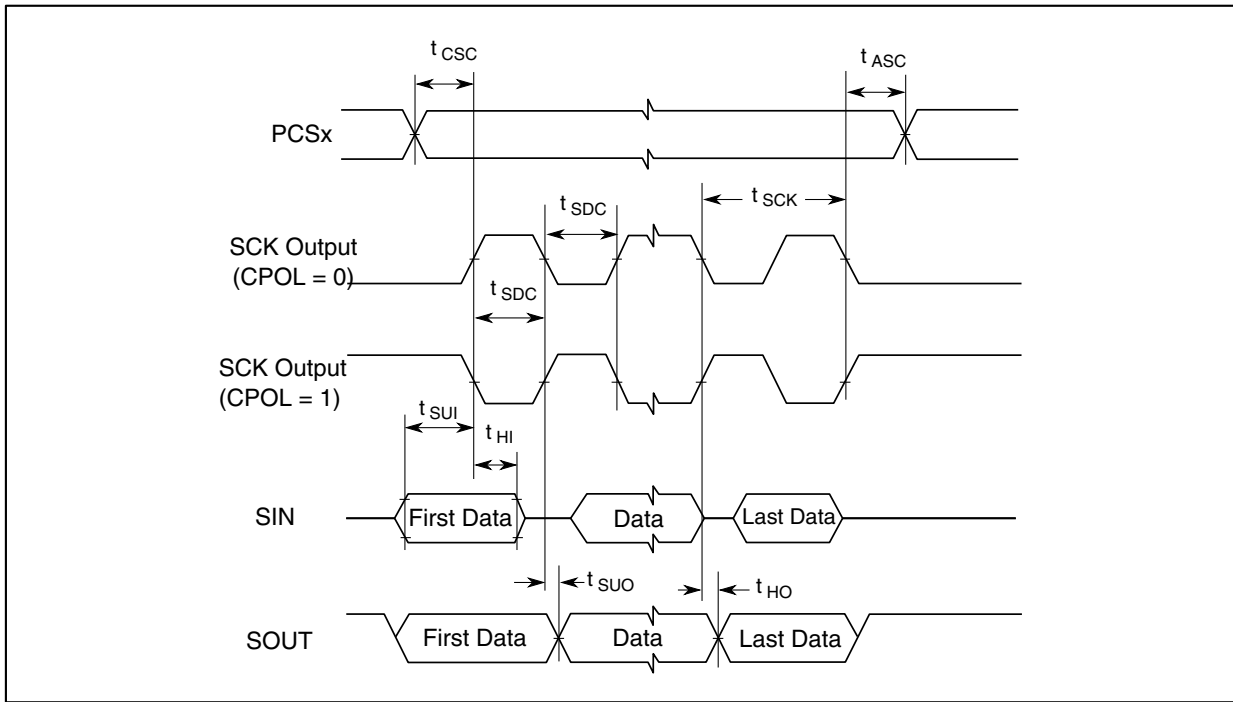 t CSC
t ASC
PCSx
t SDC
t SCK
SCK Output
(CPOL = 0)
t SDC
SCK Output
(CPOL = 1)
t SUI
t HI
SIN
First Data
Data
Last Data
t SUO
t HO
SOUT
First Data
Data
Last Data